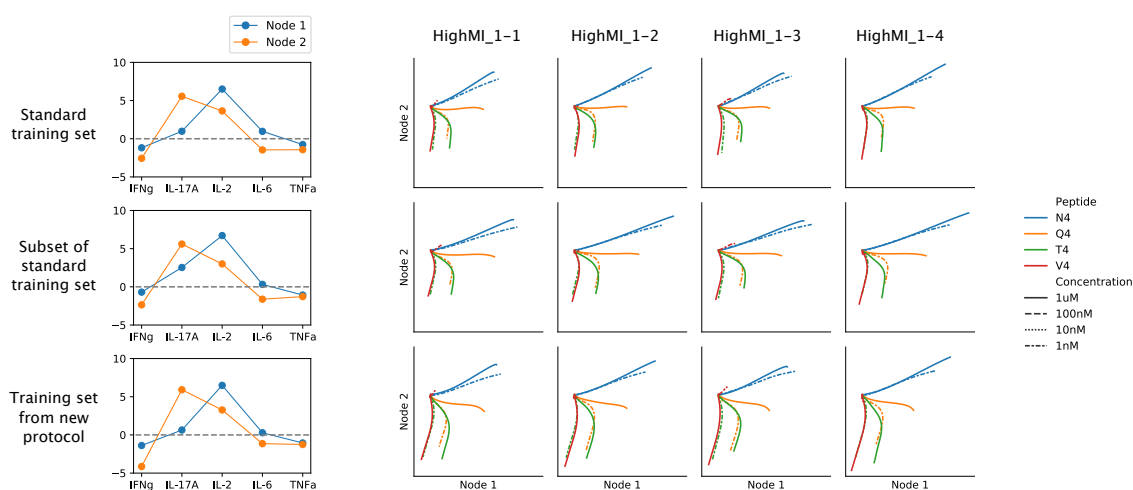 Node 1
Node 2
HighMI_1-1
HighMI_1-2
HighMI_1-3
HighMI_1-4
Standard
training set
10
5
0
−5
IFNg
IL-17A
IL-2
IL-6
TNFa
Node 2
Subset of
standard
training set
10
5
0
−5
IFNg
IL-17A
IL-2
IL-6
TNFa
Node 2
Peptide
N4
Q4
T4
V4
Concentration
1uM
100nM
10nM
1nM
Training set
from new
protocol
10
5
0
−5
IFNg
IL-17A
IL-2
IL-6
TNFa
Node 2
Node 1
Node 1
Node 1
Node 1